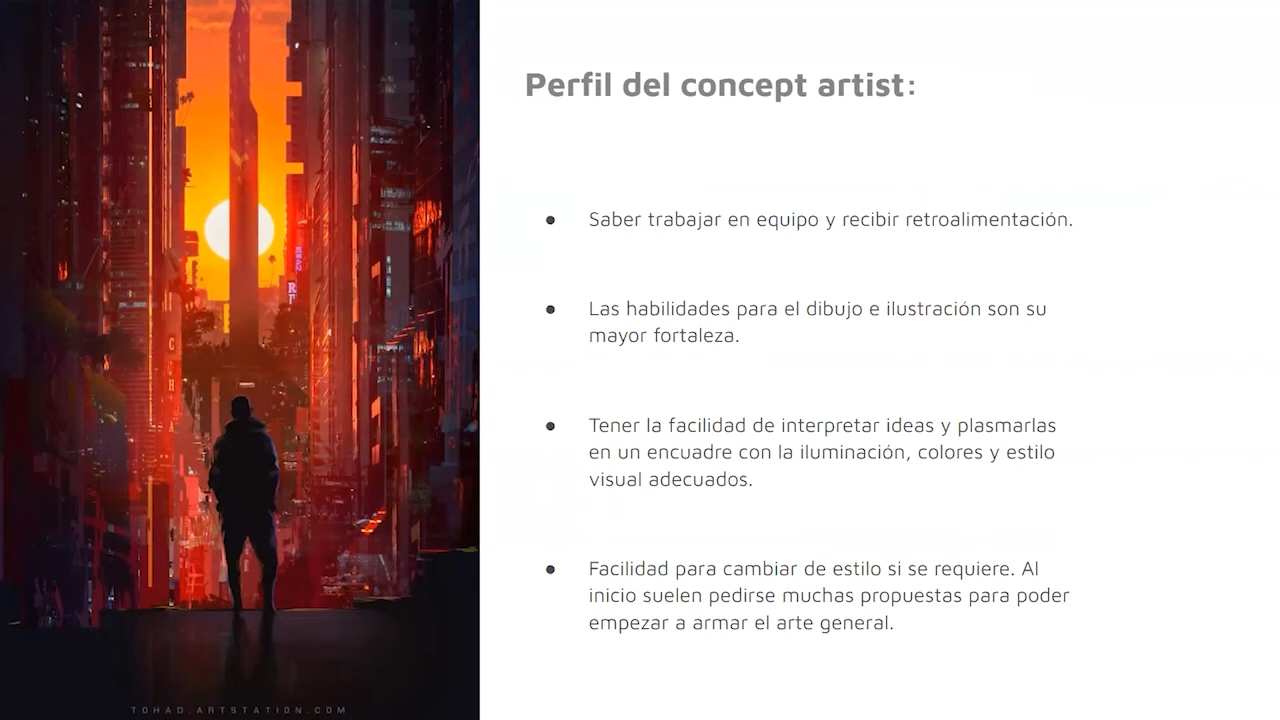 Perfil del concept artist:
● Saber trabajar en equipo y recibir retroalimentación.
● Las habilidades para el dibujo e ilustración son su
mayor fortaleza.
● Tener la facilidad de interpretar ideas y plasmarlas
en un encuadre con la iluminación, colores y estilo
visual adecuados.
● Facilidad para cambiar de estilo si se requiere. Al
inicio suelen pedirse muchas propuestas para poder
empezar a armar el arte general.
TOHAD.ARTSTATION.COM